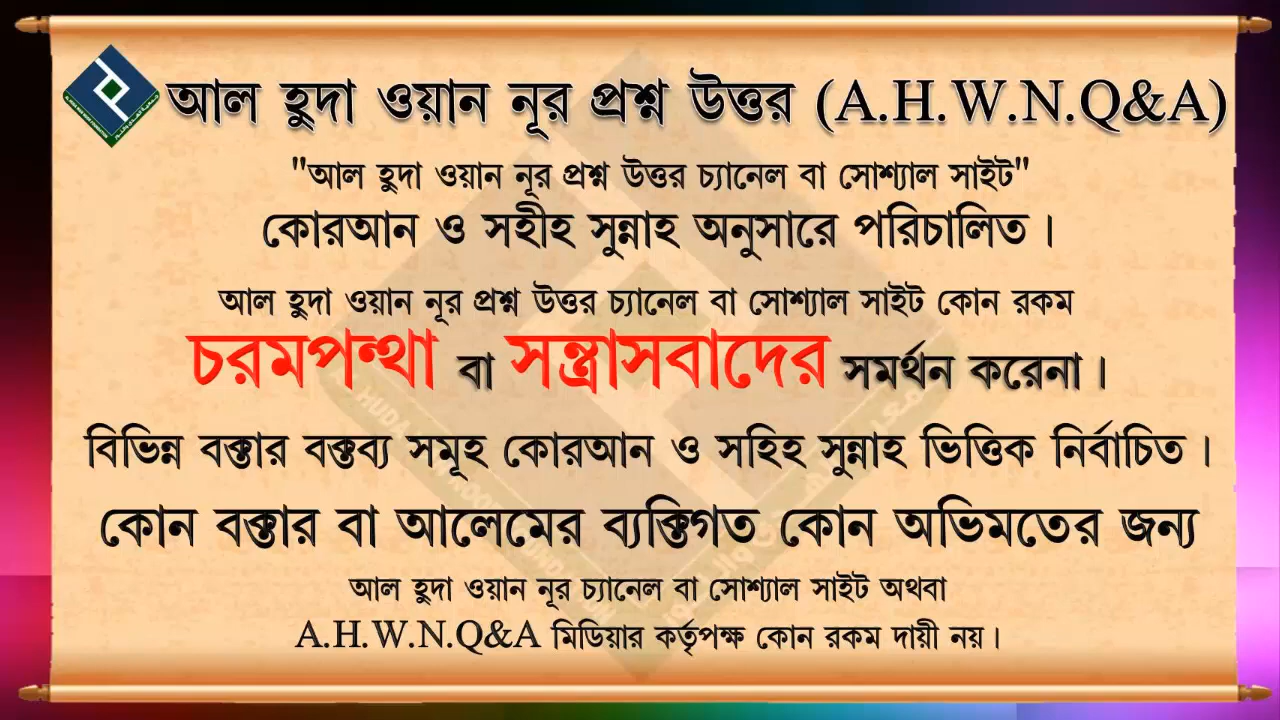 আল হুদা ওয়ান নূর প্রশ্ন উত্তর (A.H.W.N.Q&A)
"আল হুদা ওয়ান নূর প্রশ্ন উত্তর চ্যানেল বা সোশ্যাল সাইট"
কোরআন ও সহীহ সুন্নাহ অনুসারে পরিচালিত।
আল হুদা ওয়ান নূর প্রশ্ন উত্তর চ্যানেল বা সোশ্যাল সাইট কোন রকম
চরমপন্থা বা সন্ত্রাসবাদের সমর্থন করেনা।
বিভিন্ন বক্তার বক্তব্য সমূহ কোরআন ও সহিহ সুন্নাহ ভিত্তিক নির্বাচিত।
কোন বক্তার বা আলেমের ব্যক্তিগত কোন অভিমতের জন্য
আল হুদা ওয়ান নূর চ্যানেল বা সোশ্যাল সাইট অথবা
A.H.W.N.Q&A মিডিয়ার কর্তৃপক্ষ কোন রকম দায়ী নয়।